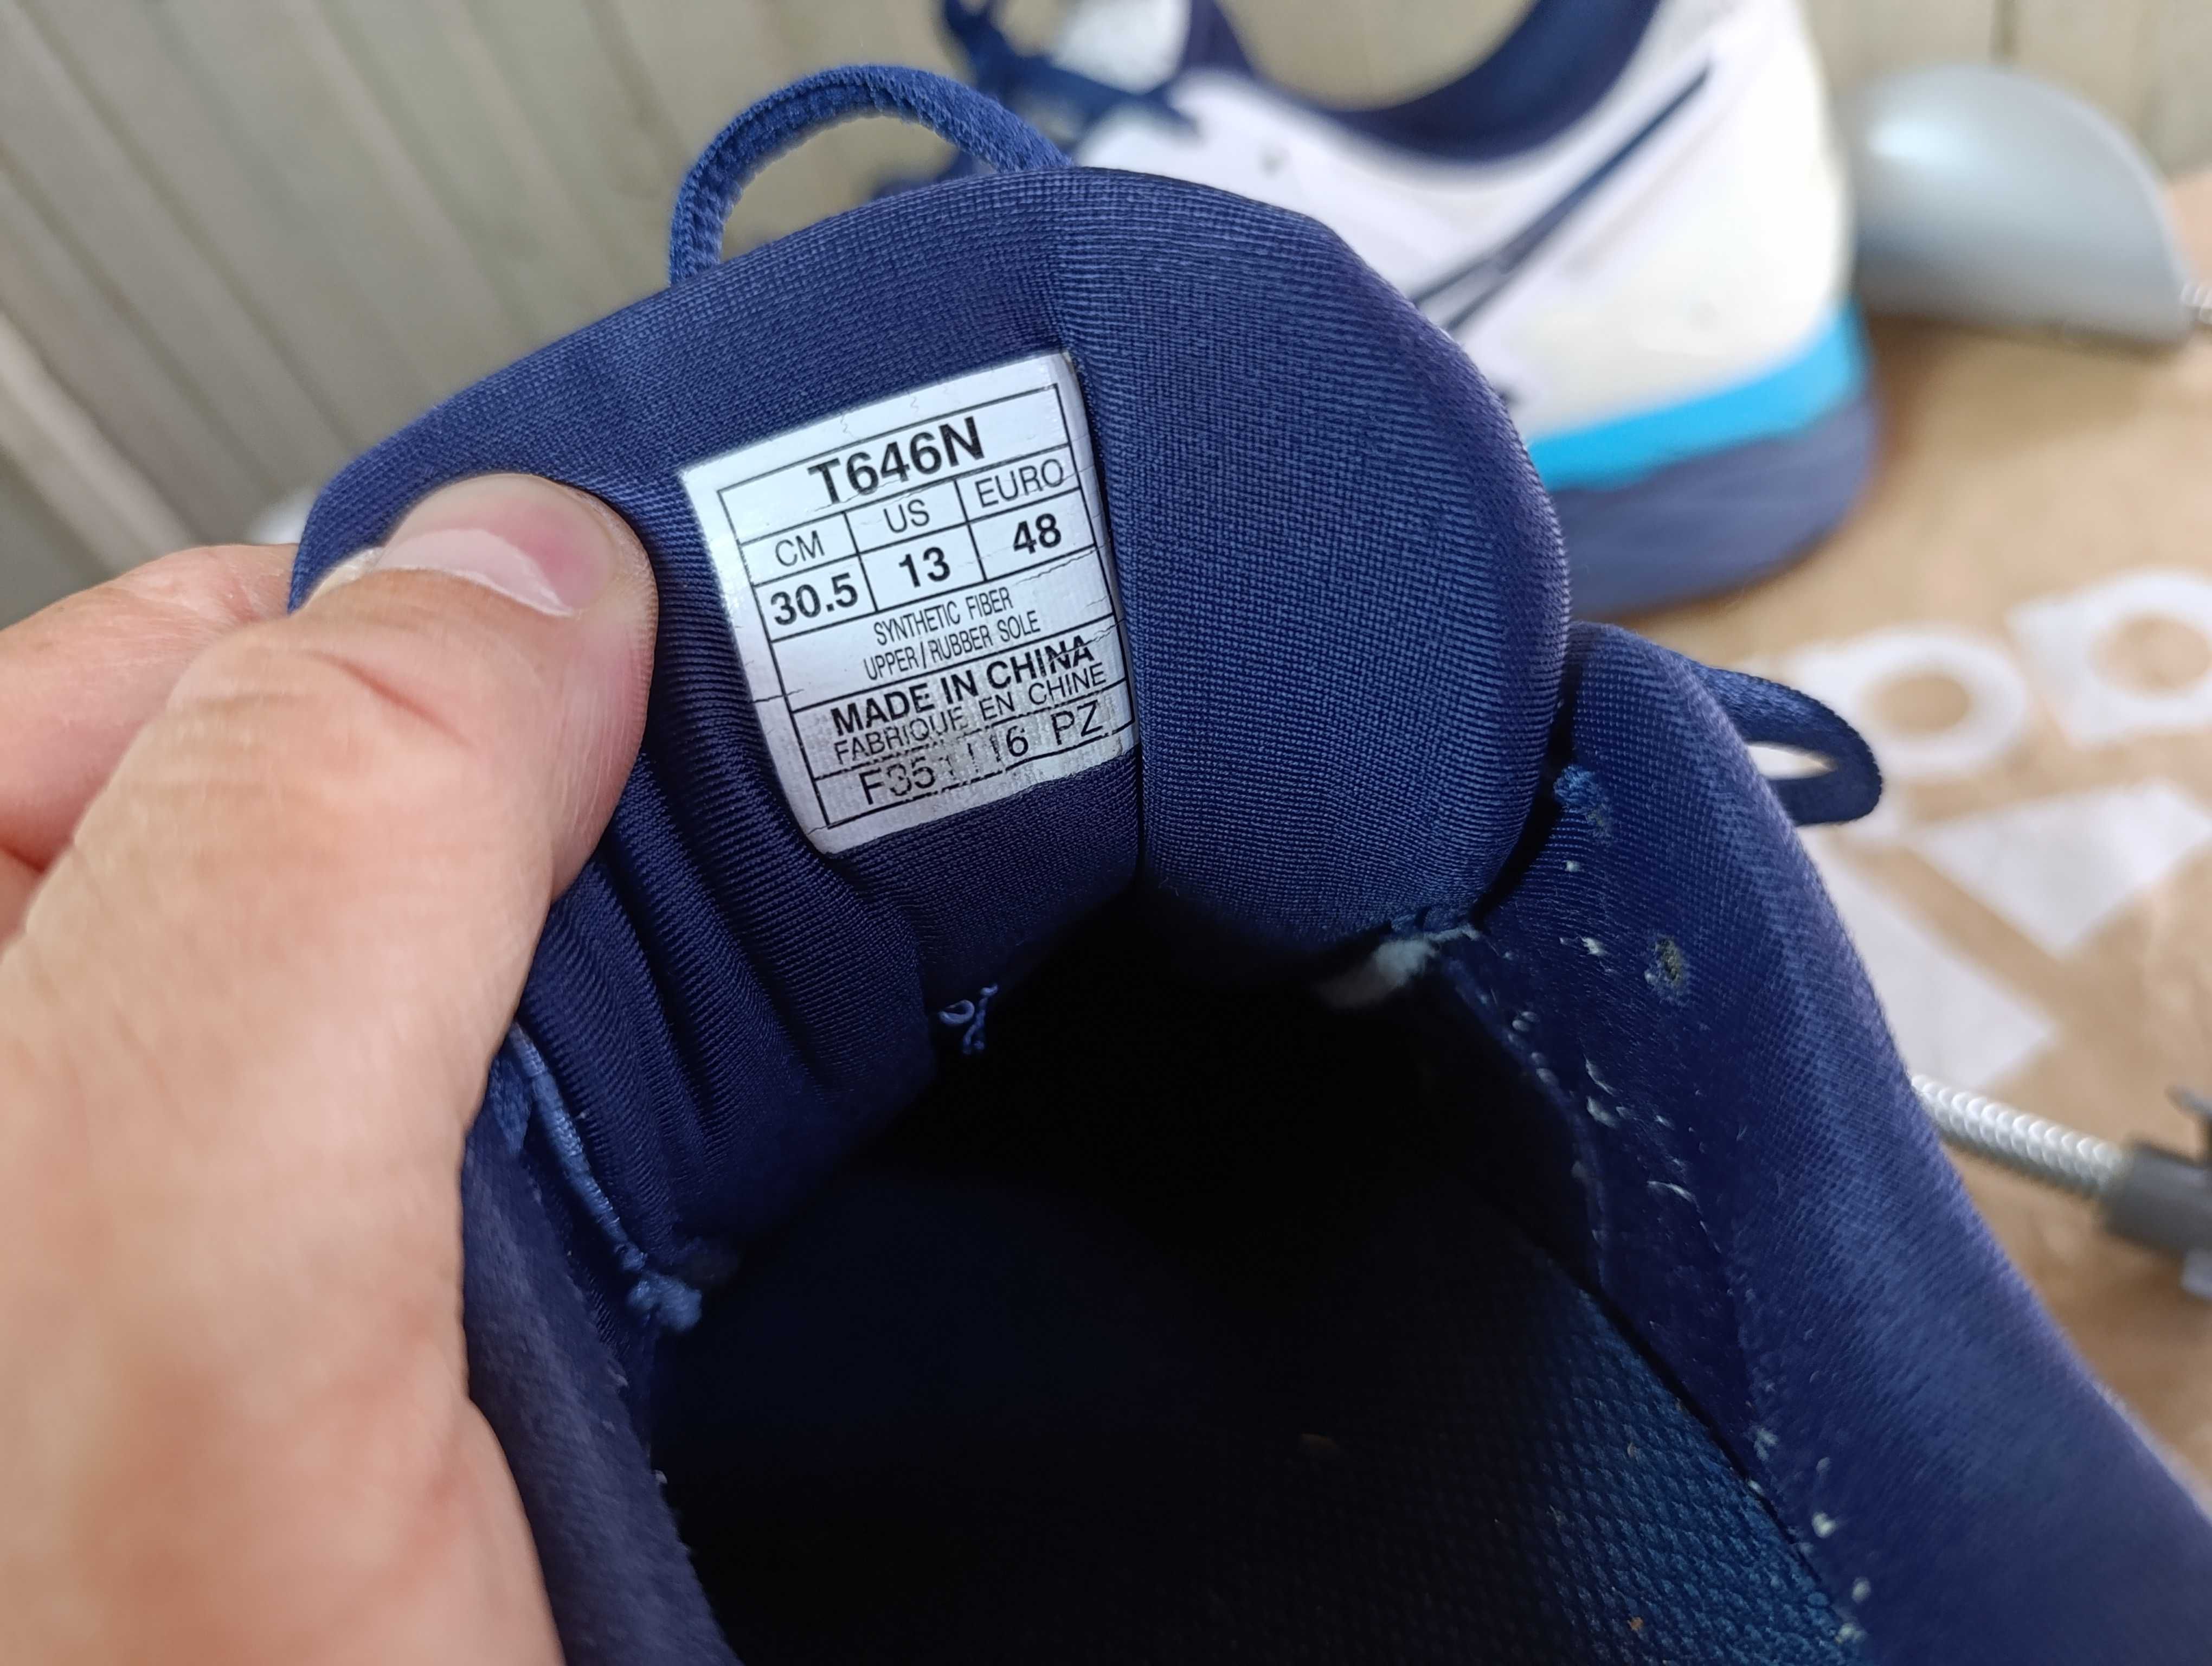 T646N
CM US EURO
30.5 13 48
SYNTHETIC FIBER
UPPER/RUBBER SOLE
MADE IN CHINA
FABRIQUE EN CHINE
PZ